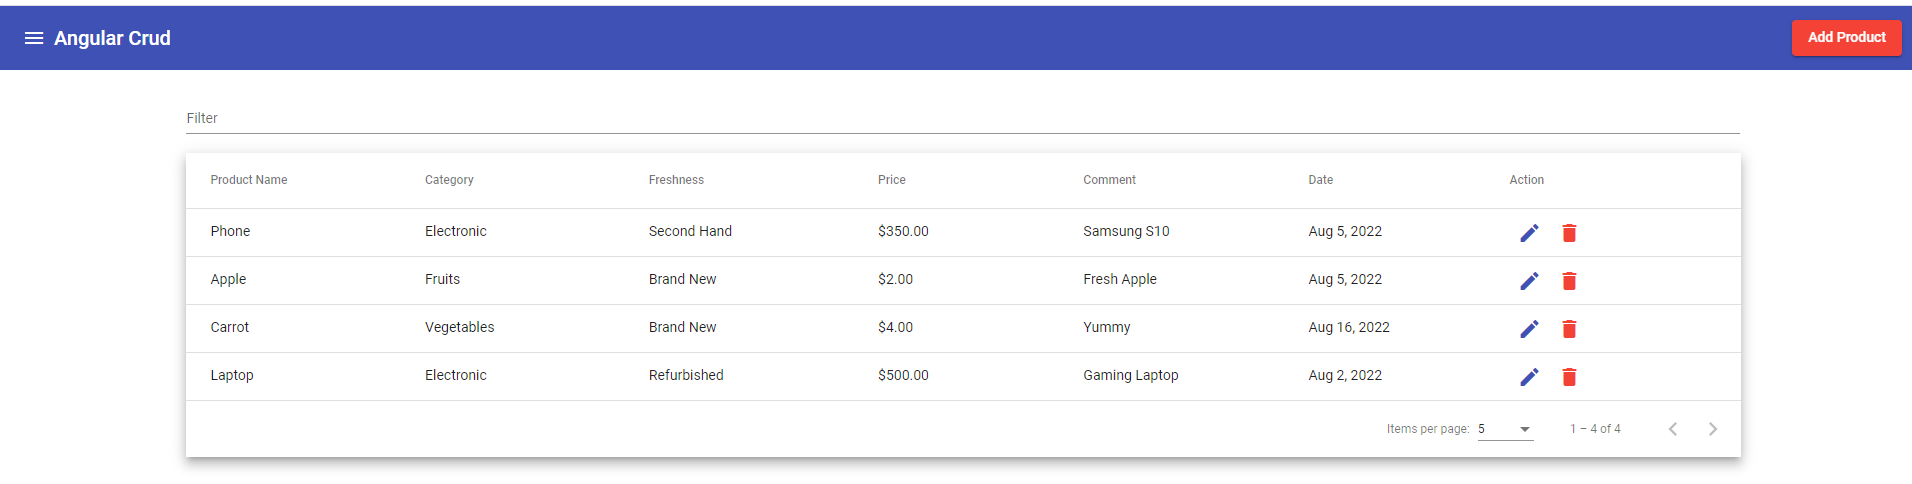 Angular Crud Add Product
Filter
Product Name Category Freshness Price Comment Date Action
Phone Electronic Second Hand $350.00 Samsung S10 Aug 5, 2022
Apple Fruits Brand New $2.00 Fresh Apple Aug 5, 2022
Carrot Vegetables Brand New $4.00 Yummy Aug 16, 2022
Laptop Electronic Refurbished $500.00 Gaming Laptop Aug 2, 2022
Items per page: 5 1 – 4 of 4